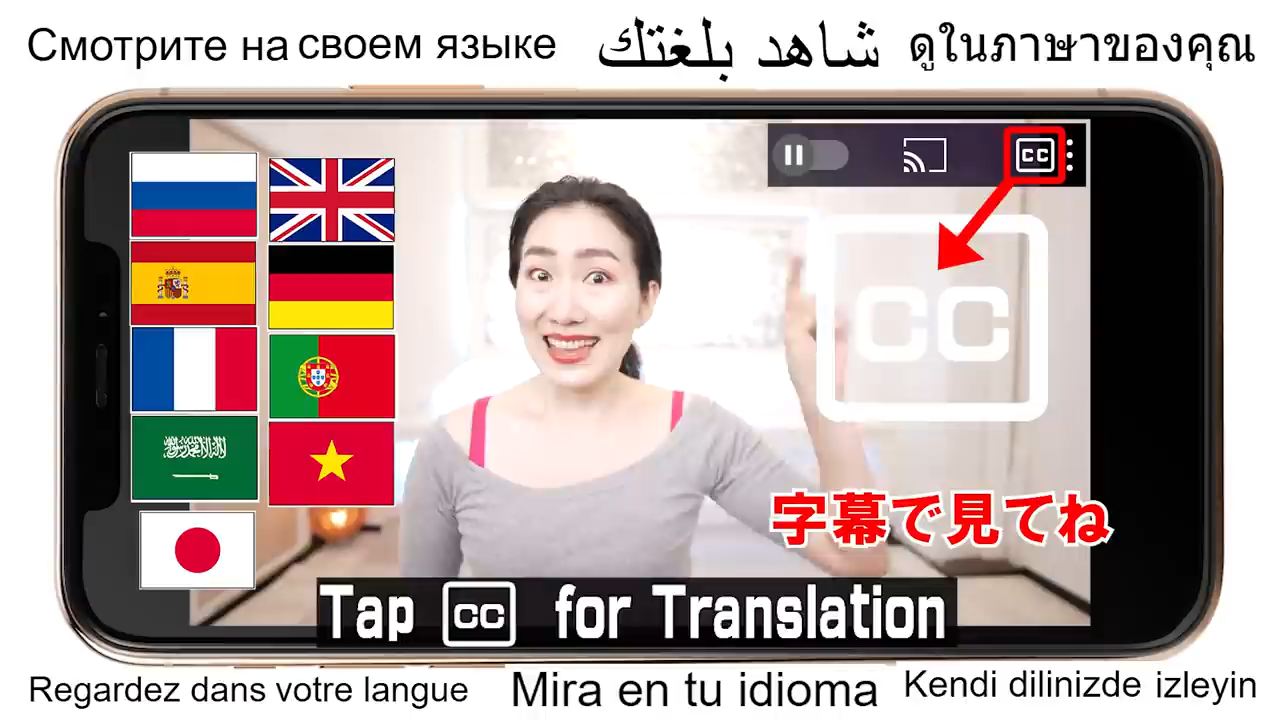 Смотрите на своем языке
شاهد بلغتك
ดูในภาษาของคุณ
CC
CC
字幕で見てね
Tap CC for Translation
Regardez dans votre langue
Mira en tu idioma
Kendi dilinizde izleyin